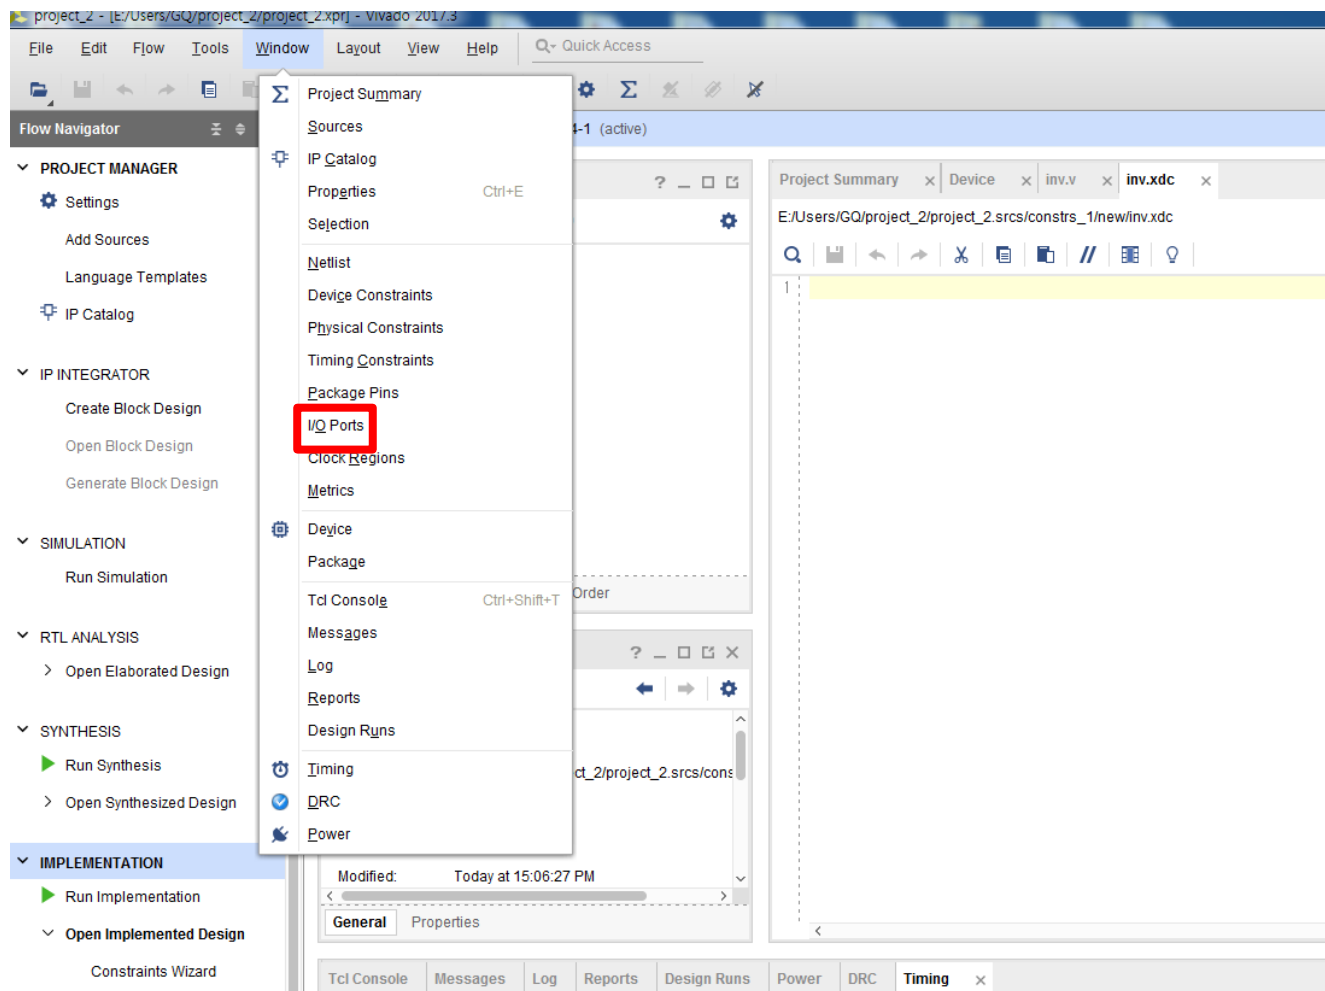 project_2 - [E:/Users/GQ/project_2/project_2.xpr] - Vivado 2017.3
File Edit Flow Tools Window Layout View Help Quick Access
Flow Navigator
4-1 (active)
PROJECT MANAGER
Settings
Add Sources
Language Templates
IP Catalog
IP INTEGRATOR
Create Block Design
Open Block Design
Generate Block Design
SIMULATION
Run Simulation
RTL ANALYSIS
Open Elaborated Design
SYNTHESIS
Run Synthesis
Open Synthesized Design
IMPLEMENTATION
Run Implementation
Open Implemented Design
Constraints Wizard
Project Summary
Sources
IP Catalog
Properties Ctrl+E
Selection
Netlist
Device Constraints
Physical Constraints
Timing Constraints
Package Pins
I/O Ports
Clock Regions
Metrics
Device
Package
Tcl Console Ctrl+Shift+T
Messages
Log
Reports
Design Runs
Timing
DRC
Power
Order
ct_2/project_2.srcs/cons
Modified: Today at 15:06:27 PM
General Properties
Project Summary Device inv.v inv.xdc
E:/Users/GQ/project_2/project_2.srcs/constrs_1/new/inv.xdc
1
Tcl Console Messages Log Reports Design Runs Power DRC Timing